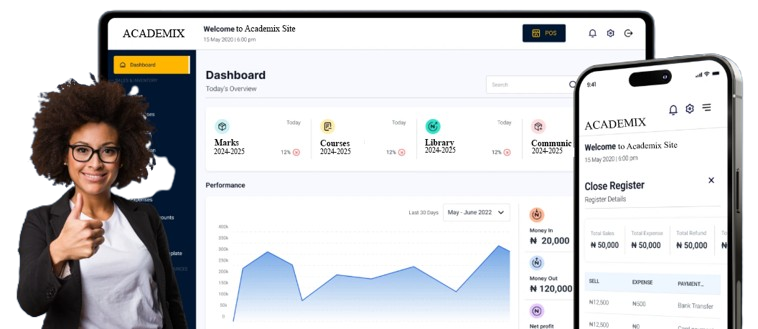 ACADEMIX
Welcome to Academix Site
15 May 2020 | 6:00 pm
POS
Dashboard
Dashboard
Today's Overview
Search
Today
Today
Today
Marks
2024-2025
12%
Courses
2024-2025
12%
Library
2024-2025
12%
Communic
2024-2025
Performance
Last 30 Days
May - June 2022
400k
350k
300k
250k
200k
150k
100k
50k
0
Money In
₦ 20,000
Money Out
₦ 120,000
Net profit
9:41
ACADEMIX
Welcome to Academix Site
15 May 2020 | 6:00 pm
Close Register
Register Details
Total Sales
₦ 50,000
Total Expense
₦ 50,000
Total Refund
₦ 50,000
SELL EXPENSE PAYMENT...
₦12,500 ₦500 Bank Transfer
₦12,500 ₦0